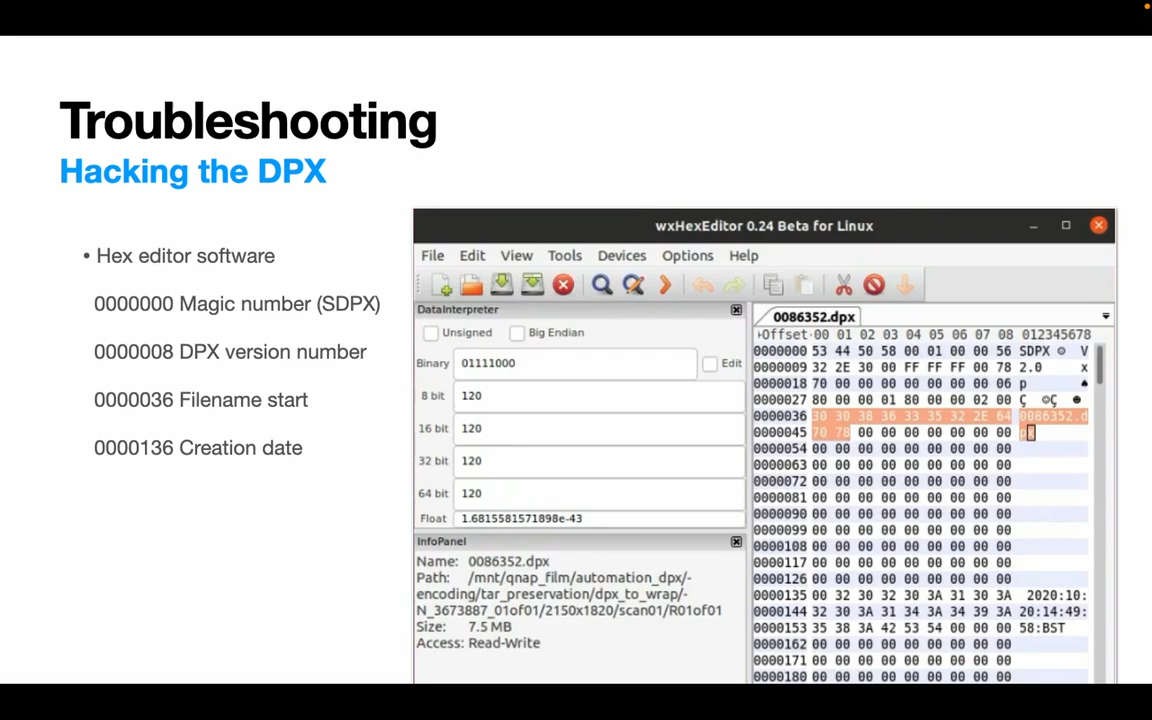 Troubleshooting
Hacking the DPX
• Hex editor software
0000000 Magic number (SDPX)
0000008 DPX version number
0000036 Filename start
0000136 Creation date
wxHexEditor 0.24 Beta for Linux
File Edit View Tools Devices Options Help
DataInterpreter
Unsigned Big Endian
Binary 01111000 Edit
8 bit 120
16 bit 120
32 bit 120
64 bit 120
Float 1.6815581571898e-43
InfoPanel
Name: 0086352.dpx
Path: /mnt/qnap_film/automation_dpx/-
encoding/tar_preservation/dpx_to_wrap/-
N_3673887_01of01/2150x1820/scan01/R01of01
Size: 7.5 MB
Access: Read-Write
0086352.dpx
Offset 00 01 02 03 04 05 06 07 08 012345678
0000000 53 44 50 58 00 01 00 00 56 SDPX ☺ V
0000009 32 2E 30 00 FF FF FF 00 78 2.0 x
0000018 70 00 00 00 00 00 00 00 06 p ♠
0000027 80 00 00 01 80 00 00 02 00 Ç ☺Ç ☻
0000036 30 30 38 36 33 35 32 2E 64 0086352.d
0000045 70 78 00 00 00 00 00 00 00 px
0000054 00 00 00 00 00 00 00 00 00
0000063 00 00 00 00 00 00 00 00 00
0000072 00 00 00 00 00 00 00 00 00
0000081 00 00 00 00 00 00 00 00 00
0000090 00 00 00 00 00 00 00 00 00
0000099 00 00 00 00 00 00 00 00 00
0000108 00 00 00 00 00 00 00 00 00
0000117 00 00 00 00 00 00 00 00 00
0000126 00 00 00 00 00 00 00 00 00
0000135 00 32 30 32 30 3A 31 30 3A 2020:10:
0000144 32 30 3A 31 34 3A 34 39 3A 20:14:49:
0000153 35 38 3A 42 53 54 00 00 00 58:BST
0000162 00 00 00 00 00 00 00 00 00
0000171 00 00 00 00 00 00 00 00 00
0000180 00 00 00 00 00 00 00 00 00